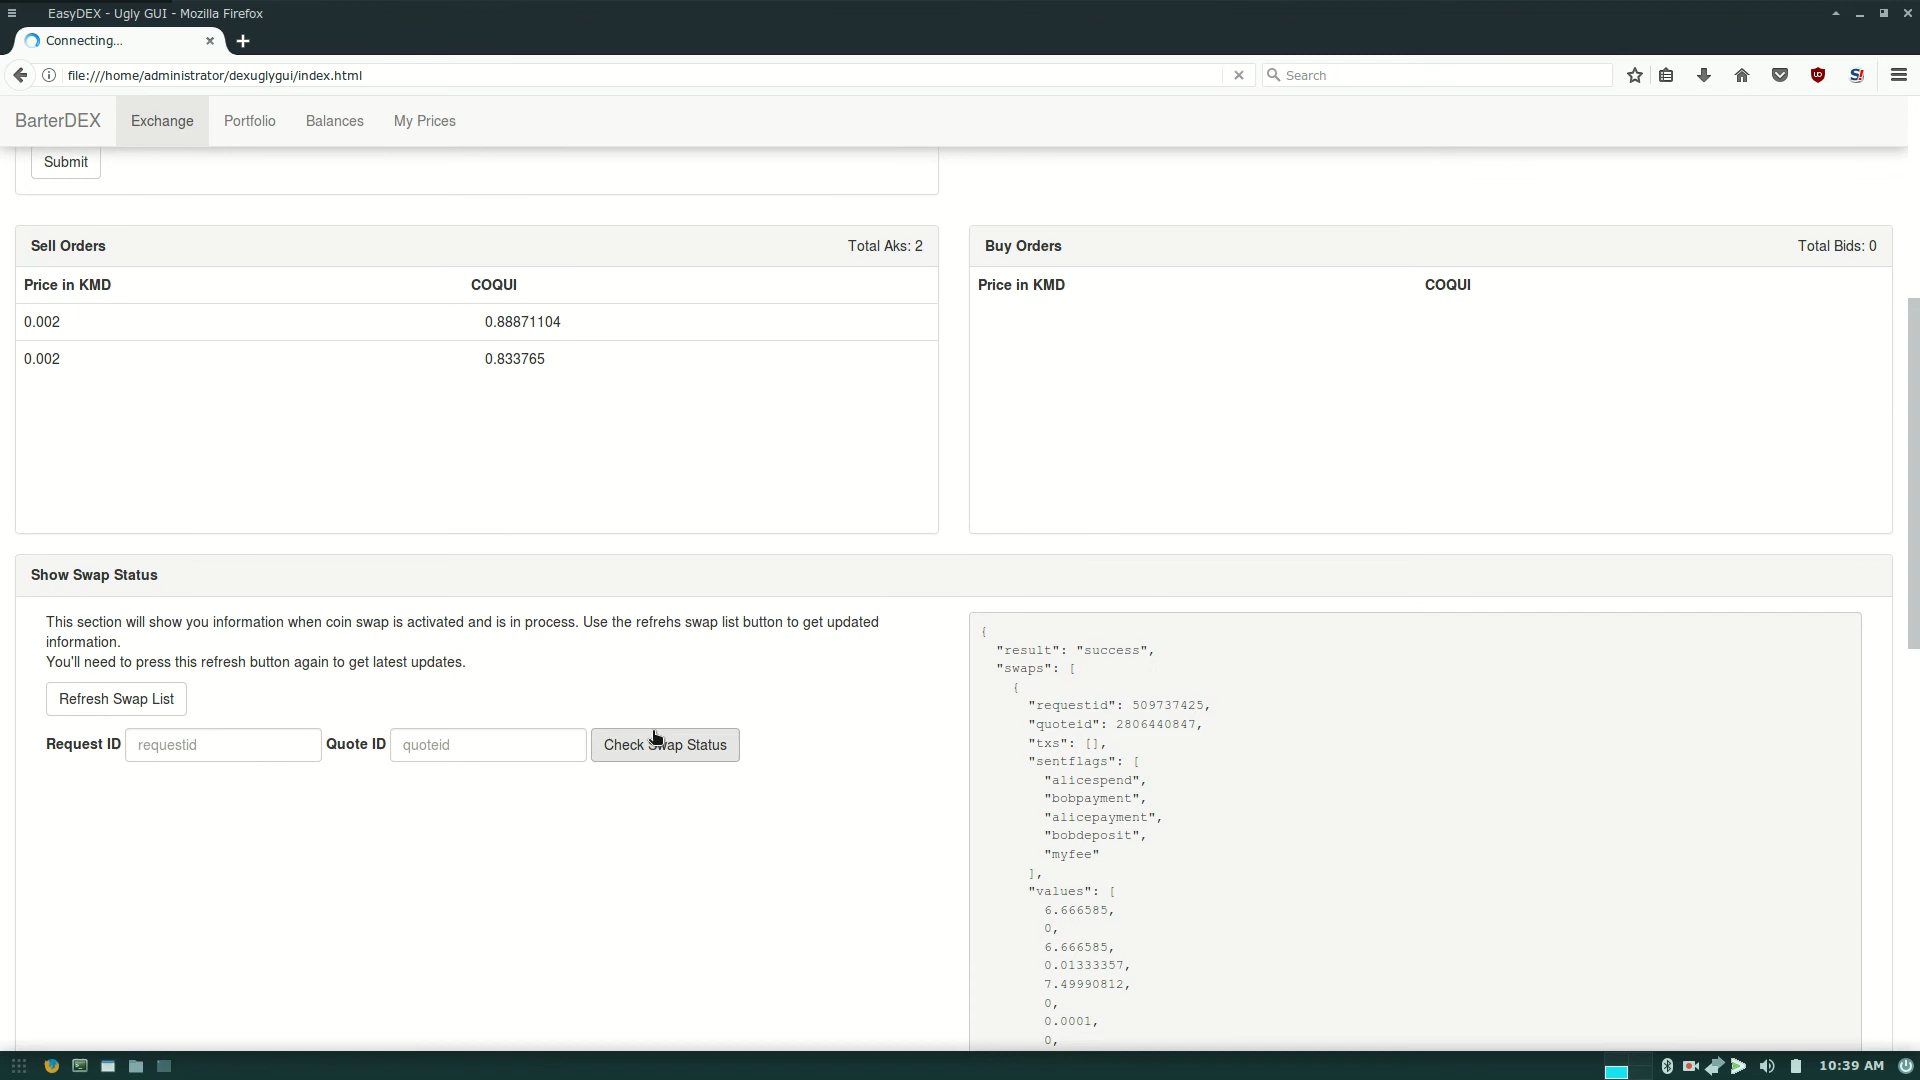 EasyDEX - Ugly GUI - Mozilla Firefox
Connecting...
file:///home/administrator/dexuglygui/index.html
Search
BarterDEX Exchange Portfolio Balances My Prices
Submit
Sell Orders Total Aks: 2
Price in KMD COQUI
0.002 0.88871104
0.002 0.833765
Buy Orders Total Bids: 0
Price in KMD COQUI
Show Swap Status
This section will show you information when coin swap is activated and is in process. Use the refrehs swap list button to get updated
information.
You'll need to press this refresh button again to get latest updates.
Refresh Swap List
Request ID requestid Quote ID quoteid Check Swap Status
{
"result": "success",
"swaps": [
{
"requestid": 509737425,
"quoteid": 2806440847,
"txs": [],
"sentflags": [
"alicespend",
"bobpayment",
"alicepayment",
"bobdeposit",
"myfee"
],
"values": [
6.666585,
0,
6.666585,
0.01333357,
7.49990812,
0,
0.0001,
0,
10:39 AM